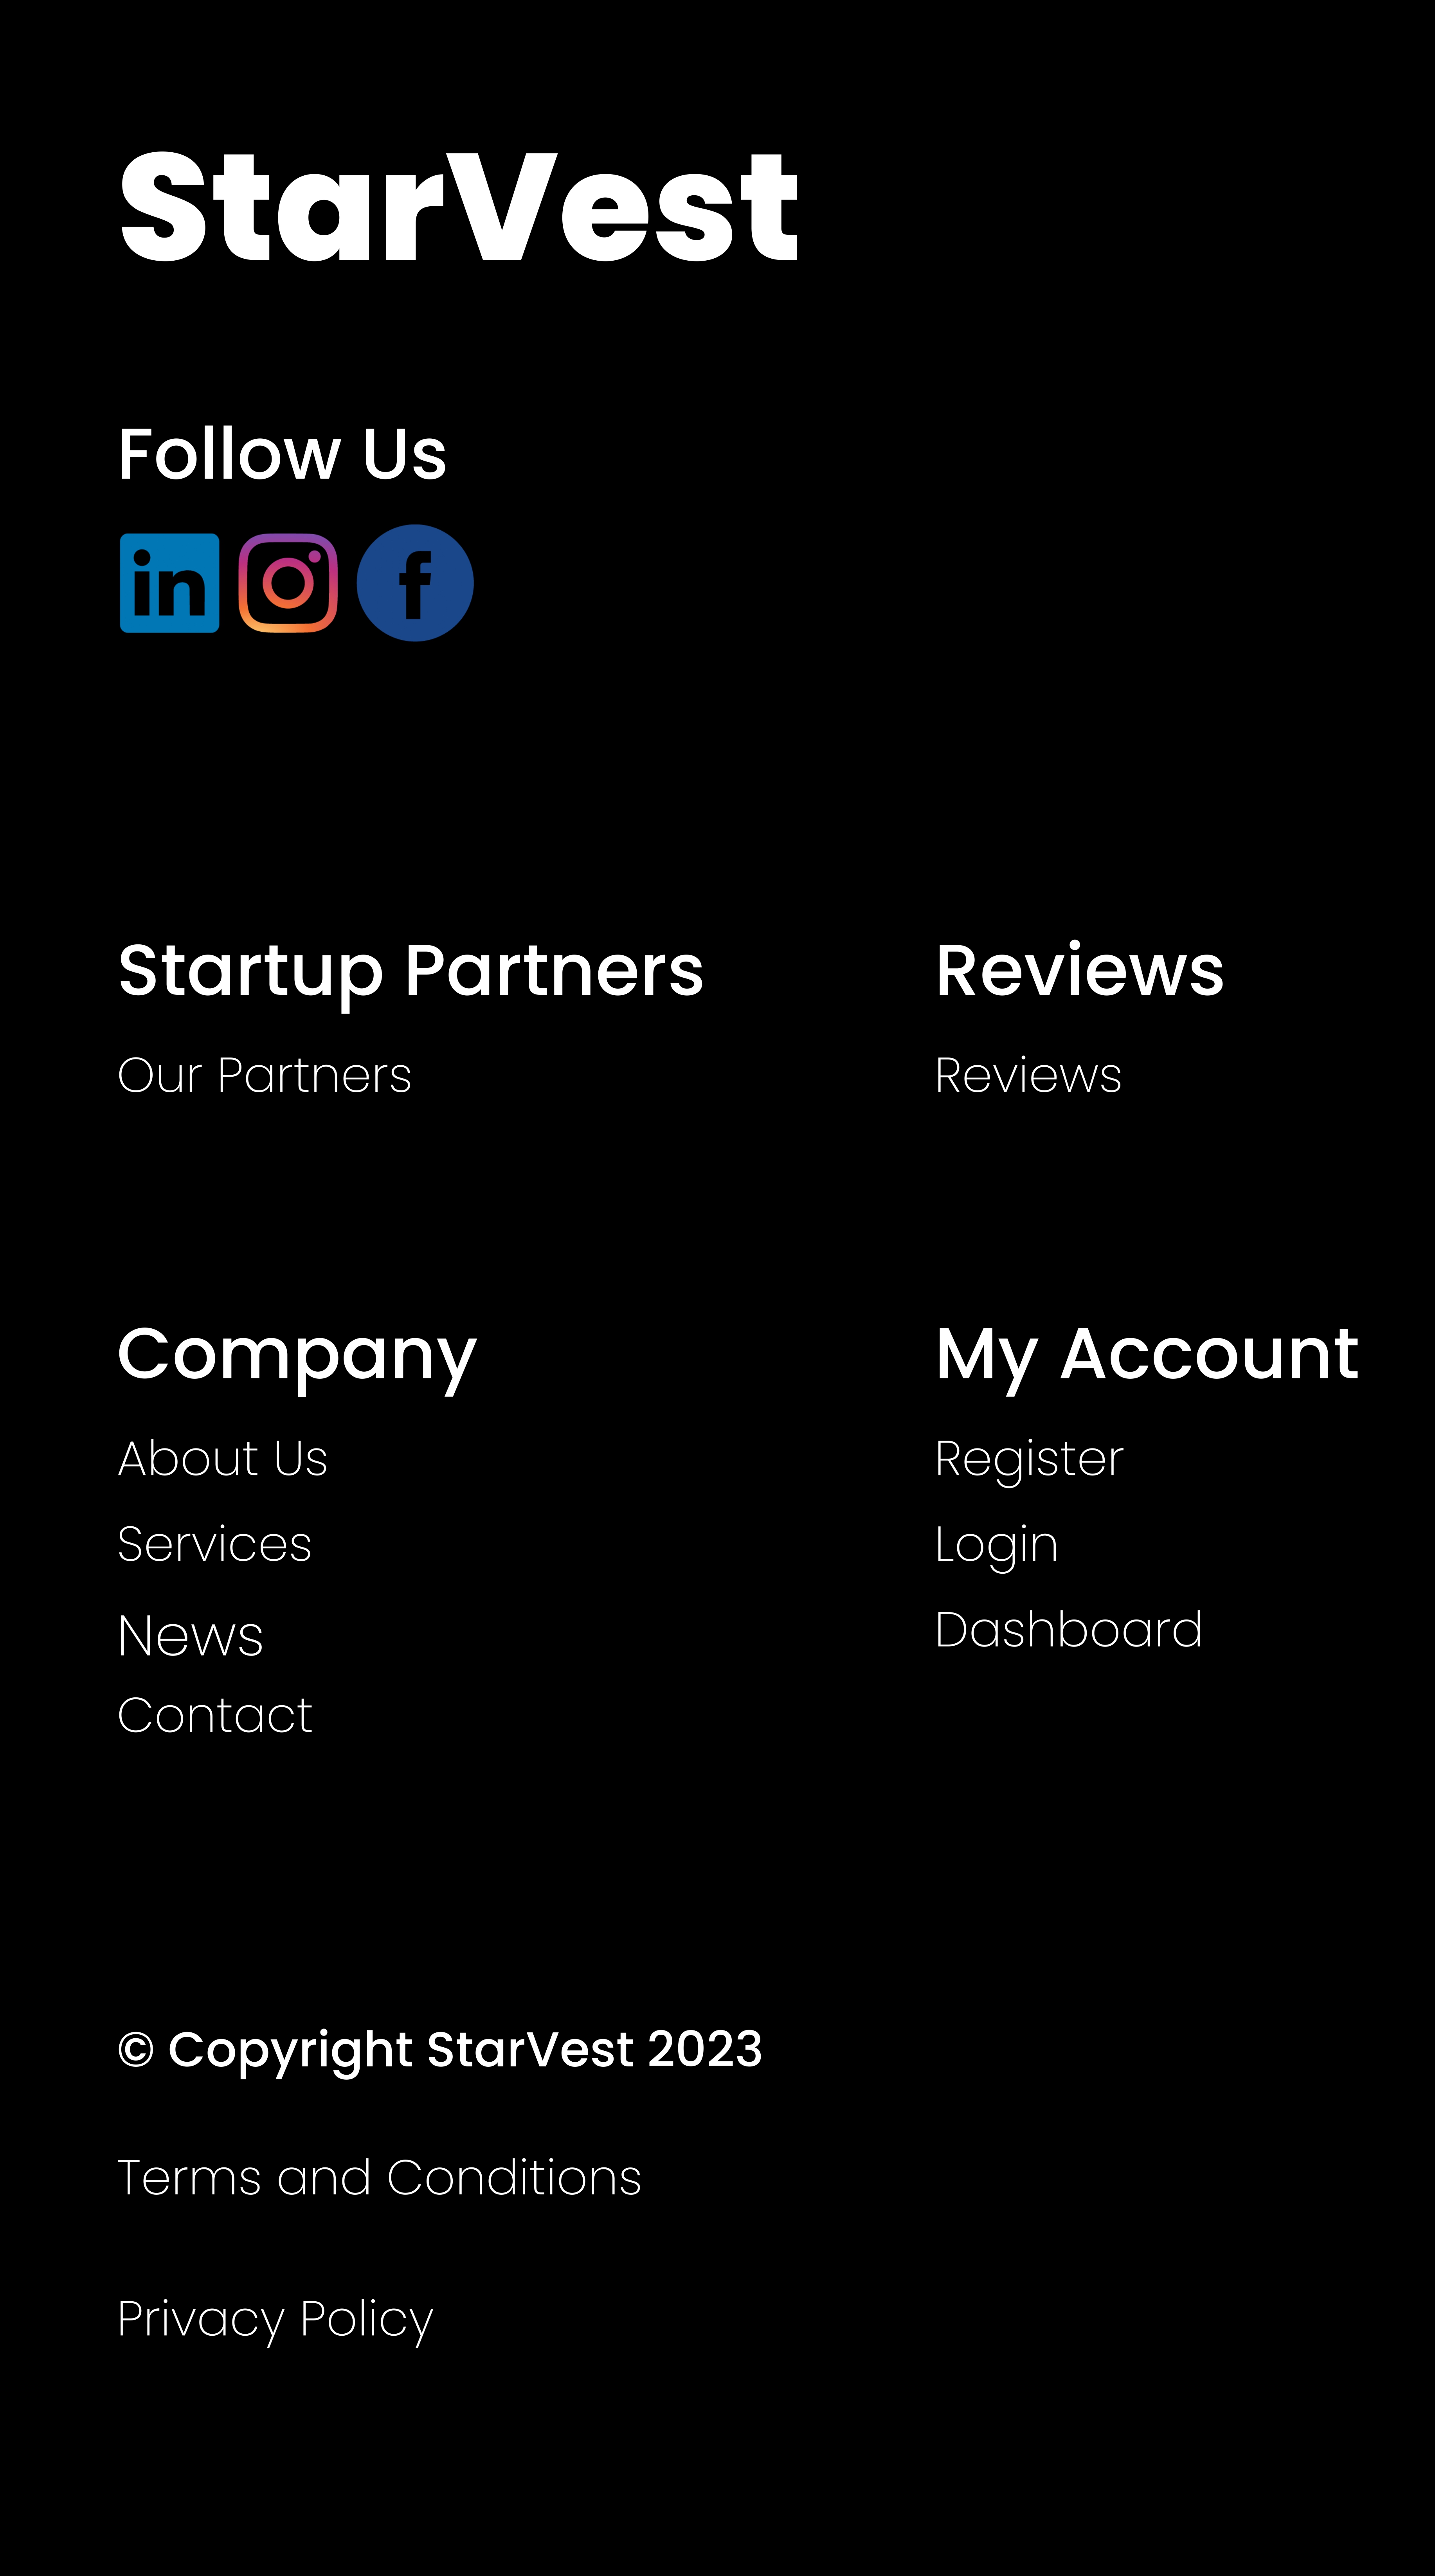 StarVest
Follow Us
in
f
Startup Partners
Our Partners
Reviews
Reviews
Company
About Us
Services
News
Contact
My Account
Register
Login
Dashboard
© Copyright StarVest 2023
Terms and Conditions
Privacy Policy